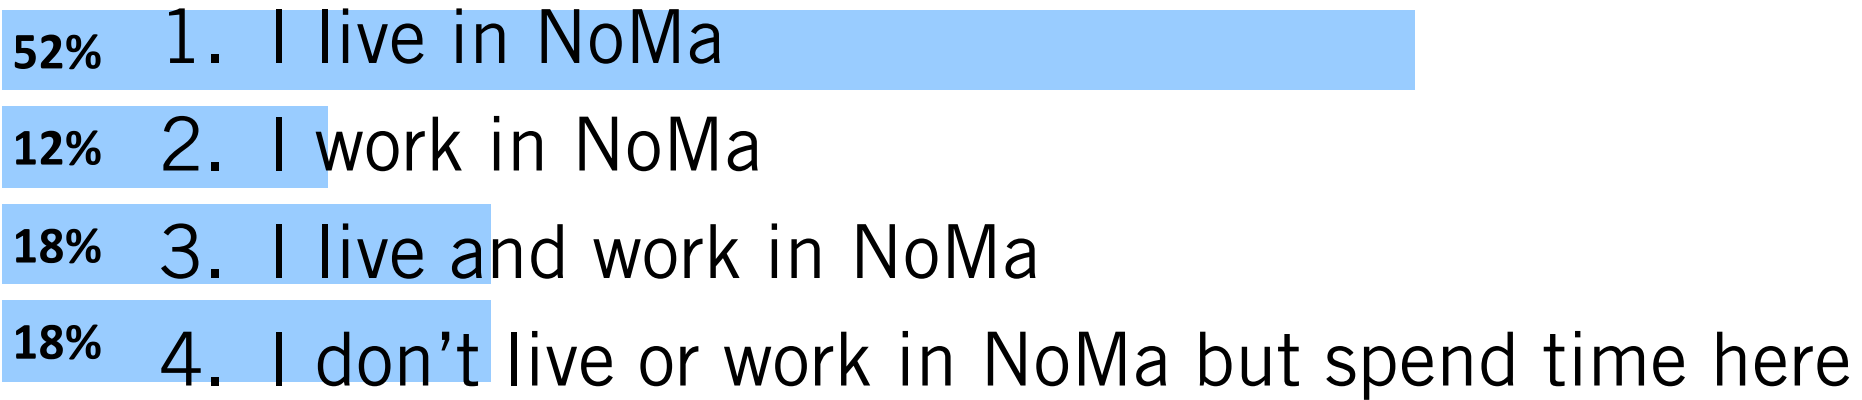 52% 1. I live in NoMa
12% 2. I work in NoMa
18% 3. I live and work in NoMa
18% 4. I don’t live or work in NoMa but spend time here